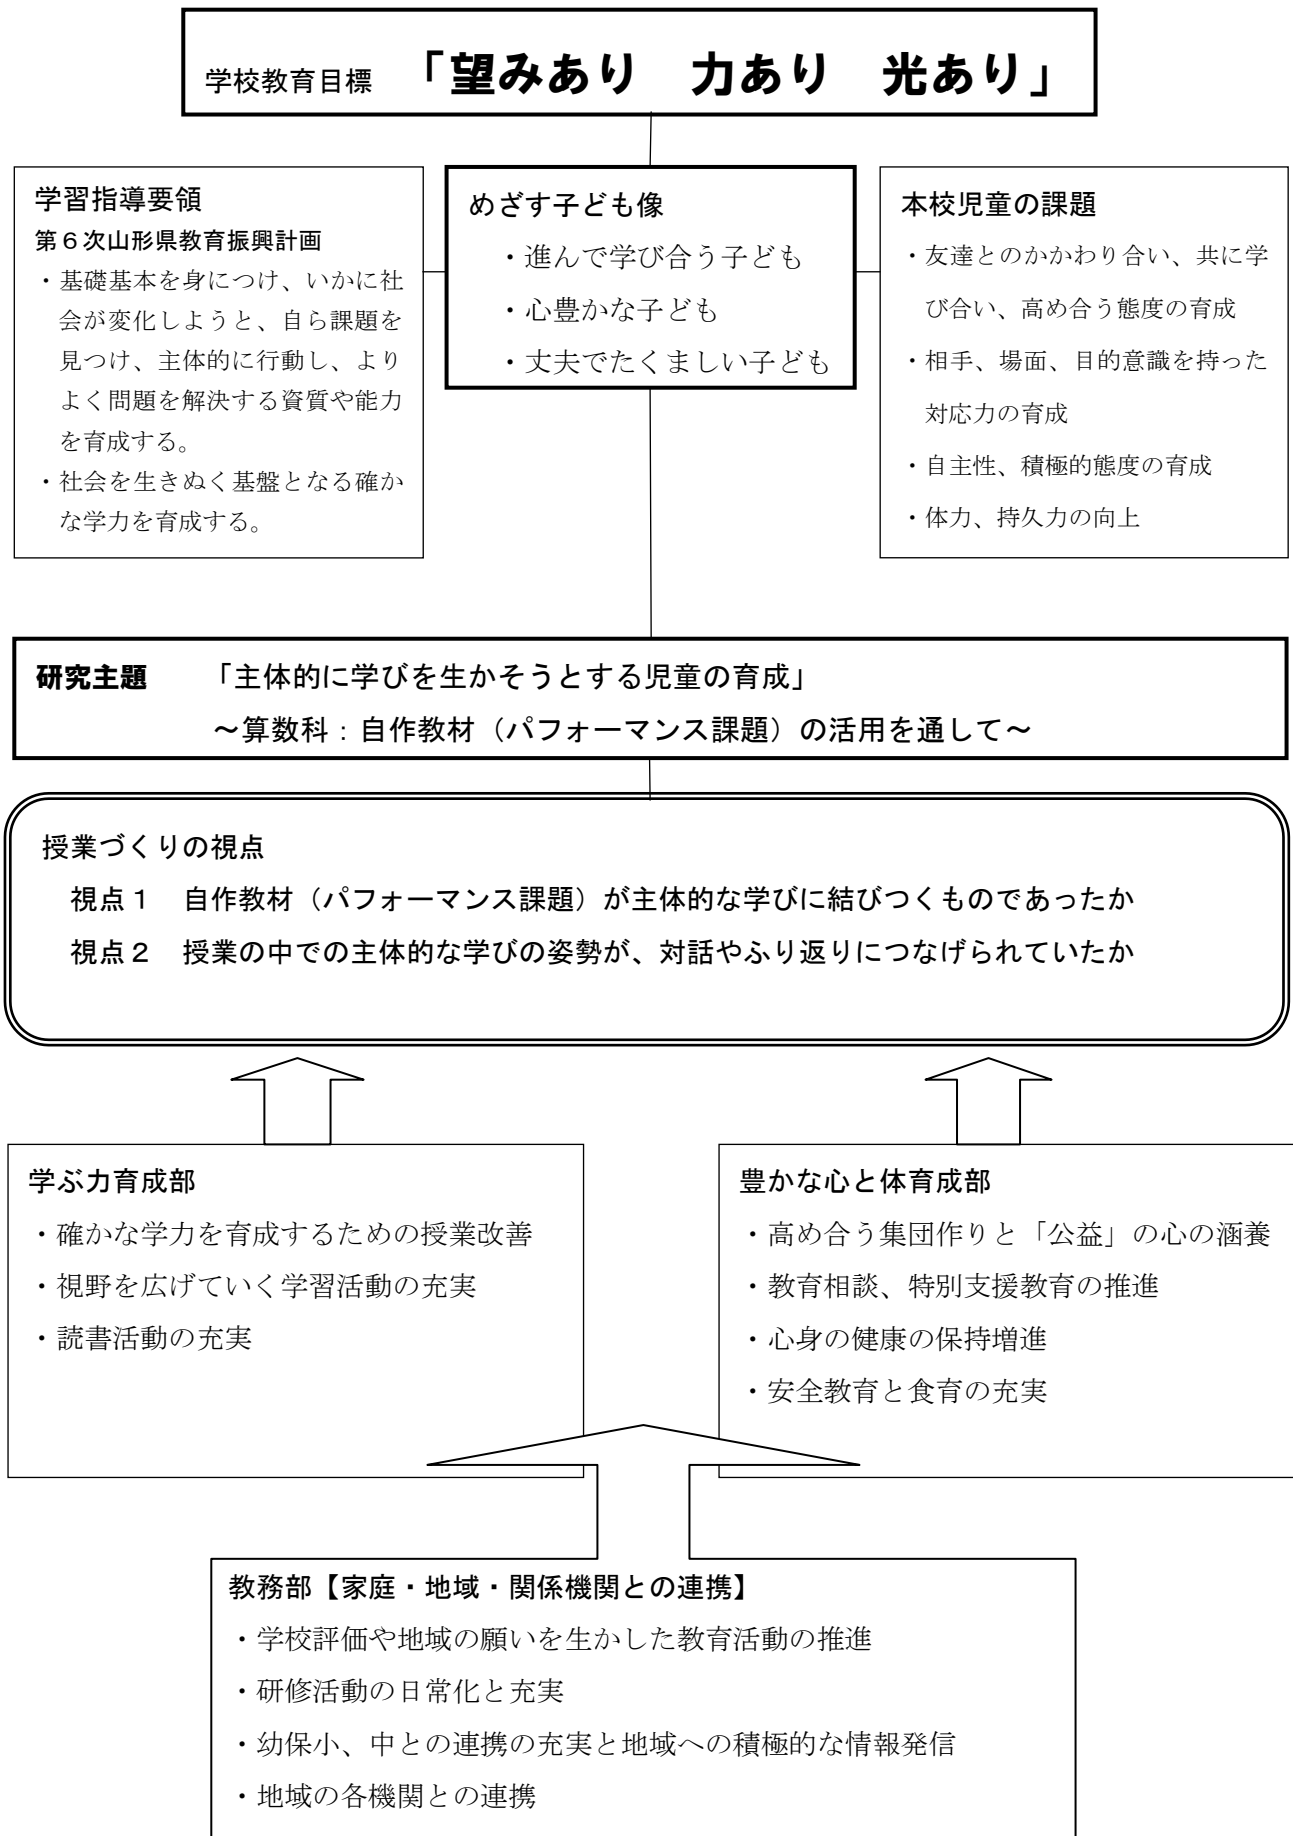 学校教育目標 「望みあり 力あり 光あり」
学習指導要領
第６次山形県教育振興計画
・基礎基本を身につけ、いかに社
会が変化しようと、自ら課題を
見つけ、主体的に行動し、より
よく問題を解決する資質や能力
を育成する。
・社会を生きぬく基盤となる確か
な学力を育成する。
めざす子ども像
・進んで学び合う子ども
・心豊かな子ども
・丈夫でたくましい子ども
本校児童の課題
・友達とのかかわり合い、共に学
び合い、高め合う態度の育成
・相手、場面、目的意識を持った
対応力の育成
・自主性、積極的態度の育成
・体力、持久力の向上
研究主題 「主体的に学びを生かそうとする児童の育成」
～算数科：自作教材（パフォーマンス課題）の活用を通して～
授業づくりの視点
視点１ 自作教材（パフォーマンス課題）が主体的な学びに結びつくものであったか
視点２ 授業の中での主体的な学びの姿勢が、対話やふり返りにつなげられていたか
学ぶ力育成部
・確かな学力を育成するための授業改善
・視野を広げていく学習活動の充実
・読書活動の充実
豊かな心と体育成部
・高め合う集団作りと「公益」の心の涵養
・教育相談、特別支援教育の推進
・心身の健康の保持増進
・安全教育と食育の充実
教務部【家庭・地域・関係機関との連携】
・学校評価や地域の願いを生かした教育活動の推進
・研修活動の日常化と充実
・幼保小、中との連携の充実と地域への積極的な情報発信
・地域の各機関との連携